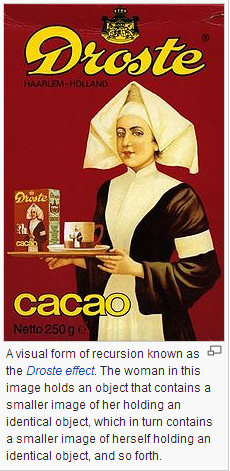 Droste®
HAARLEM-HOLLAND
Droste
cacao
cacao
Netto 250 g e
A visual form of recursion known as
the Droste effect. The woman in this
image holds an object that contains a
smaller image of her holding an
identical object, which in turn contains
a smaller image of herself holding an
identical object, and so forth.